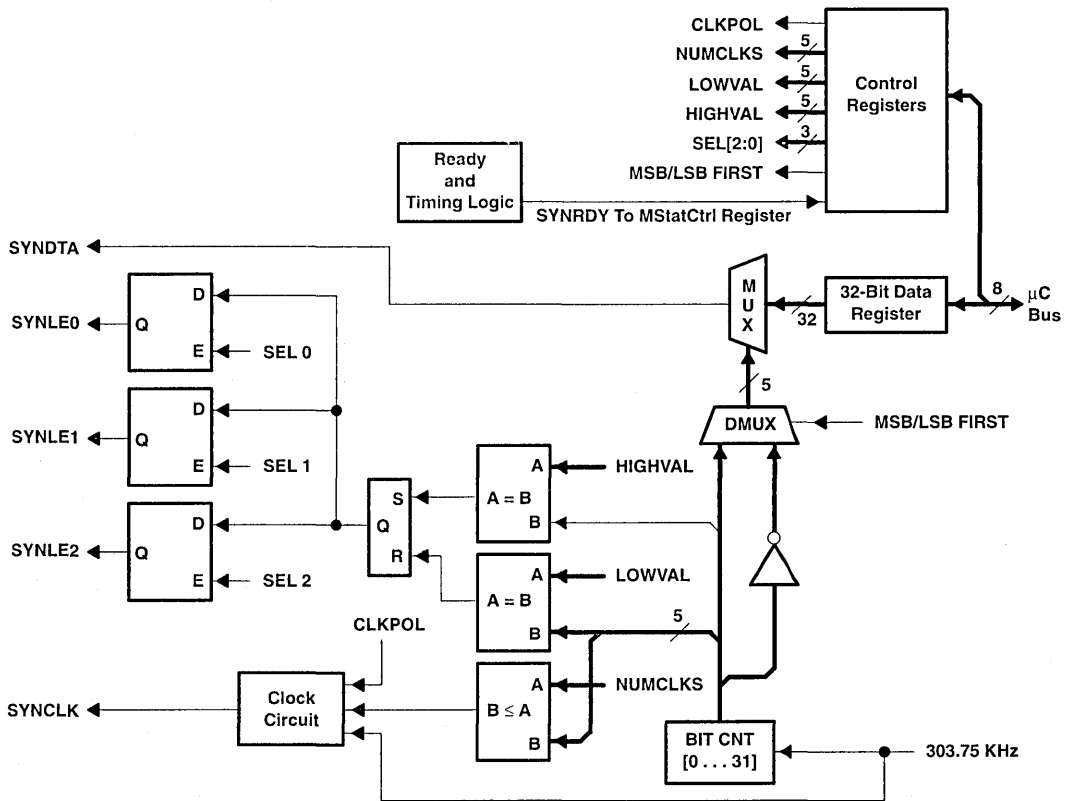 CLKPOL
5
NUMCLKS
5
LOWVAL
5
HIGHVAL
3
SEL[2:0]
MSB/LSB FIRST
Control
Registers
Ready
and
Timing Logic
SYNRDY To MStatCtrl Register
SYNDTA
MUX
32
32-Bit Data
Register
8
μC
Bus
D
Q
E
SYNLE0
SEL 0
5
DMUX
MSB/LSB FIRST
D
Q
E
SYNLE1
SEL 1
A
A = B
B
HIGHVAL
S
Q
R
D
Q
E
SYNLE2
SEL 2
A
A = B
B
LOWVAL
5
CLKPOL
A
B ≤ A
B
NUMCLKS
Clock
Circuit
SYNCLK
BIT CNT
[0 . . . 31]
303.75 KHz